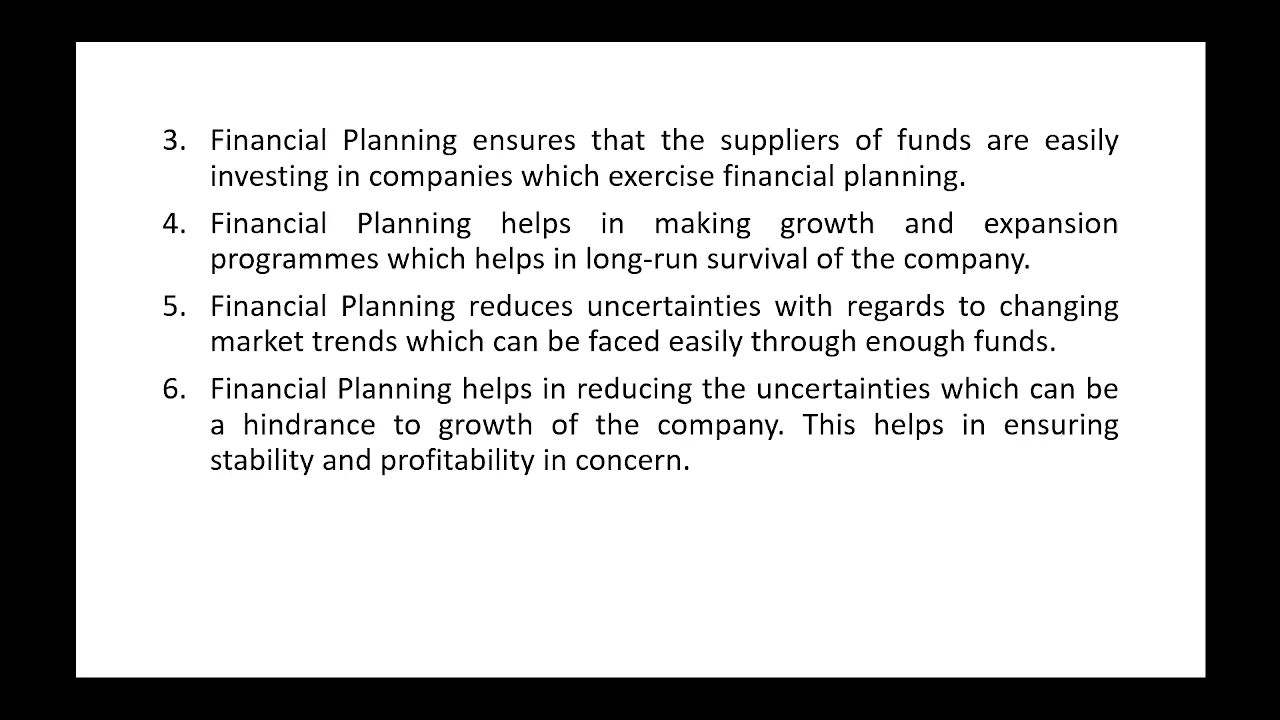 3. Financial Planning ensures that the suppliers of funds are easily
investing in companies which exercise financial planning.
4. Financial Planning helps in making growth and expansion
programmes which helps in long-run survival of the company.
5. Financial Planning reduces uncertainties with regards to changing
market trends which can be faced easily through enough funds.
6. Financial Planning helps in reducing the uncertainties which can be
a hindrance to growth of the company. This helps in ensuring
stability and profitability in concern.